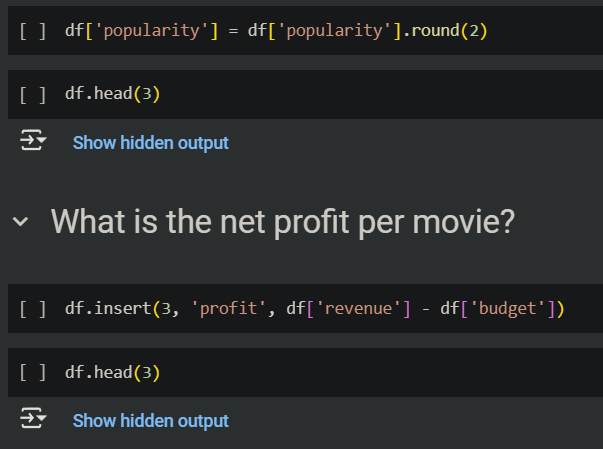 [ ] df['popularity'] = df['popularity'].round(2)
[ ] df.head(3)
Show hidden output
What is the net profit per movie?
[ ] df.insert(3, 'profit', df['revenue'] - df['budget'])
[ ] df.head(3)
Show hidden output